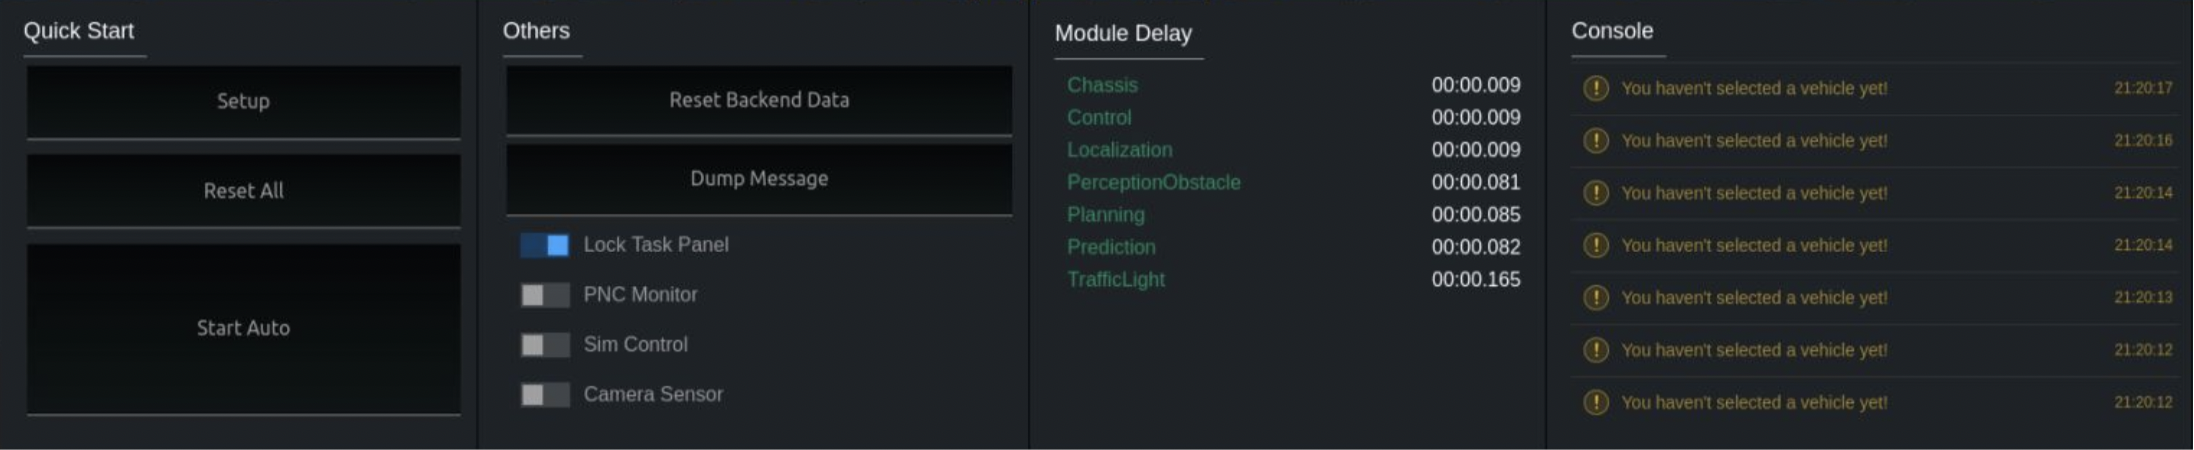 Quick Start
Setup
Reset All
Start Auto
Others
Reset Backend Data
Dump Message
Lock Task Panel
PNC Monitor
Sim Control
Camera Sensor
Module Delay
Chassis 00:00.009
Control 00:00.009
Localization 00:00.009
PerceptionObstacle 00:00.081
Planning 00:00.085
Prediction 00:00.082
TrafficLight 00:00.165
Console
! You haven't selected a vehicle yet! 21:20:17
! You haven't selected a vehicle yet! 21:20:16
! You haven't selected a vehicle yet! 21:20:14
! You haven't selected a vehicle yet! 21:20:14
! You haven't selected a vehicle yet! 21:20:13
! You haven't selected a vehicle yet! 21:20:12
! You haven't selected a vehicle yet! 21:20:12